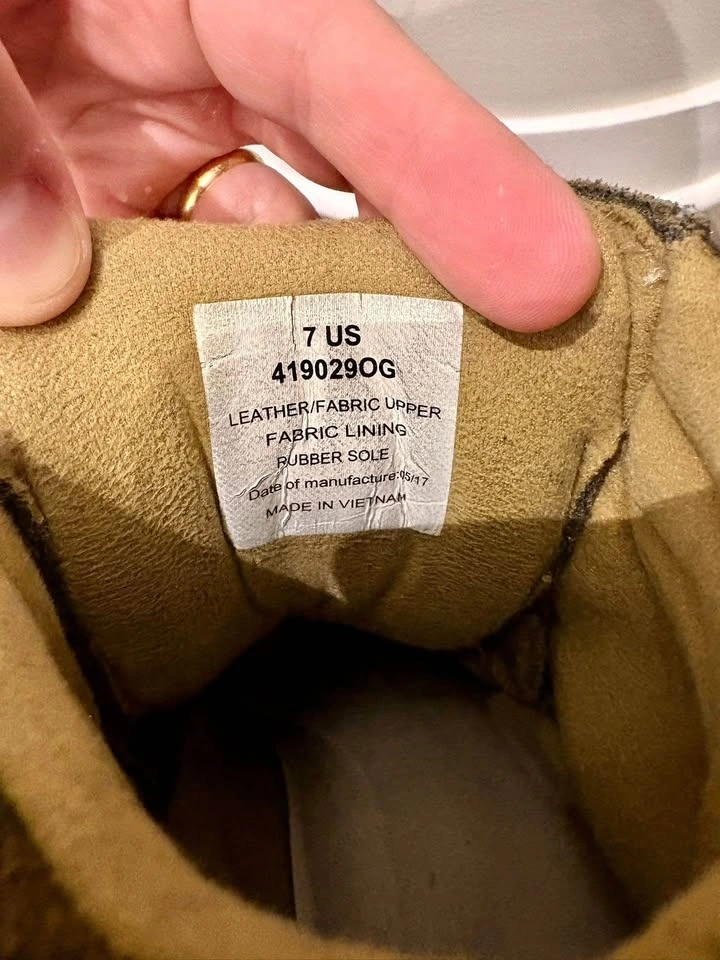 7 US
419029OG
LEATHER/FABRIC UPPER
FABRIC LINING
RUBBER SOLE
Date of manufacture:05/17
MADE IN VIETNAM